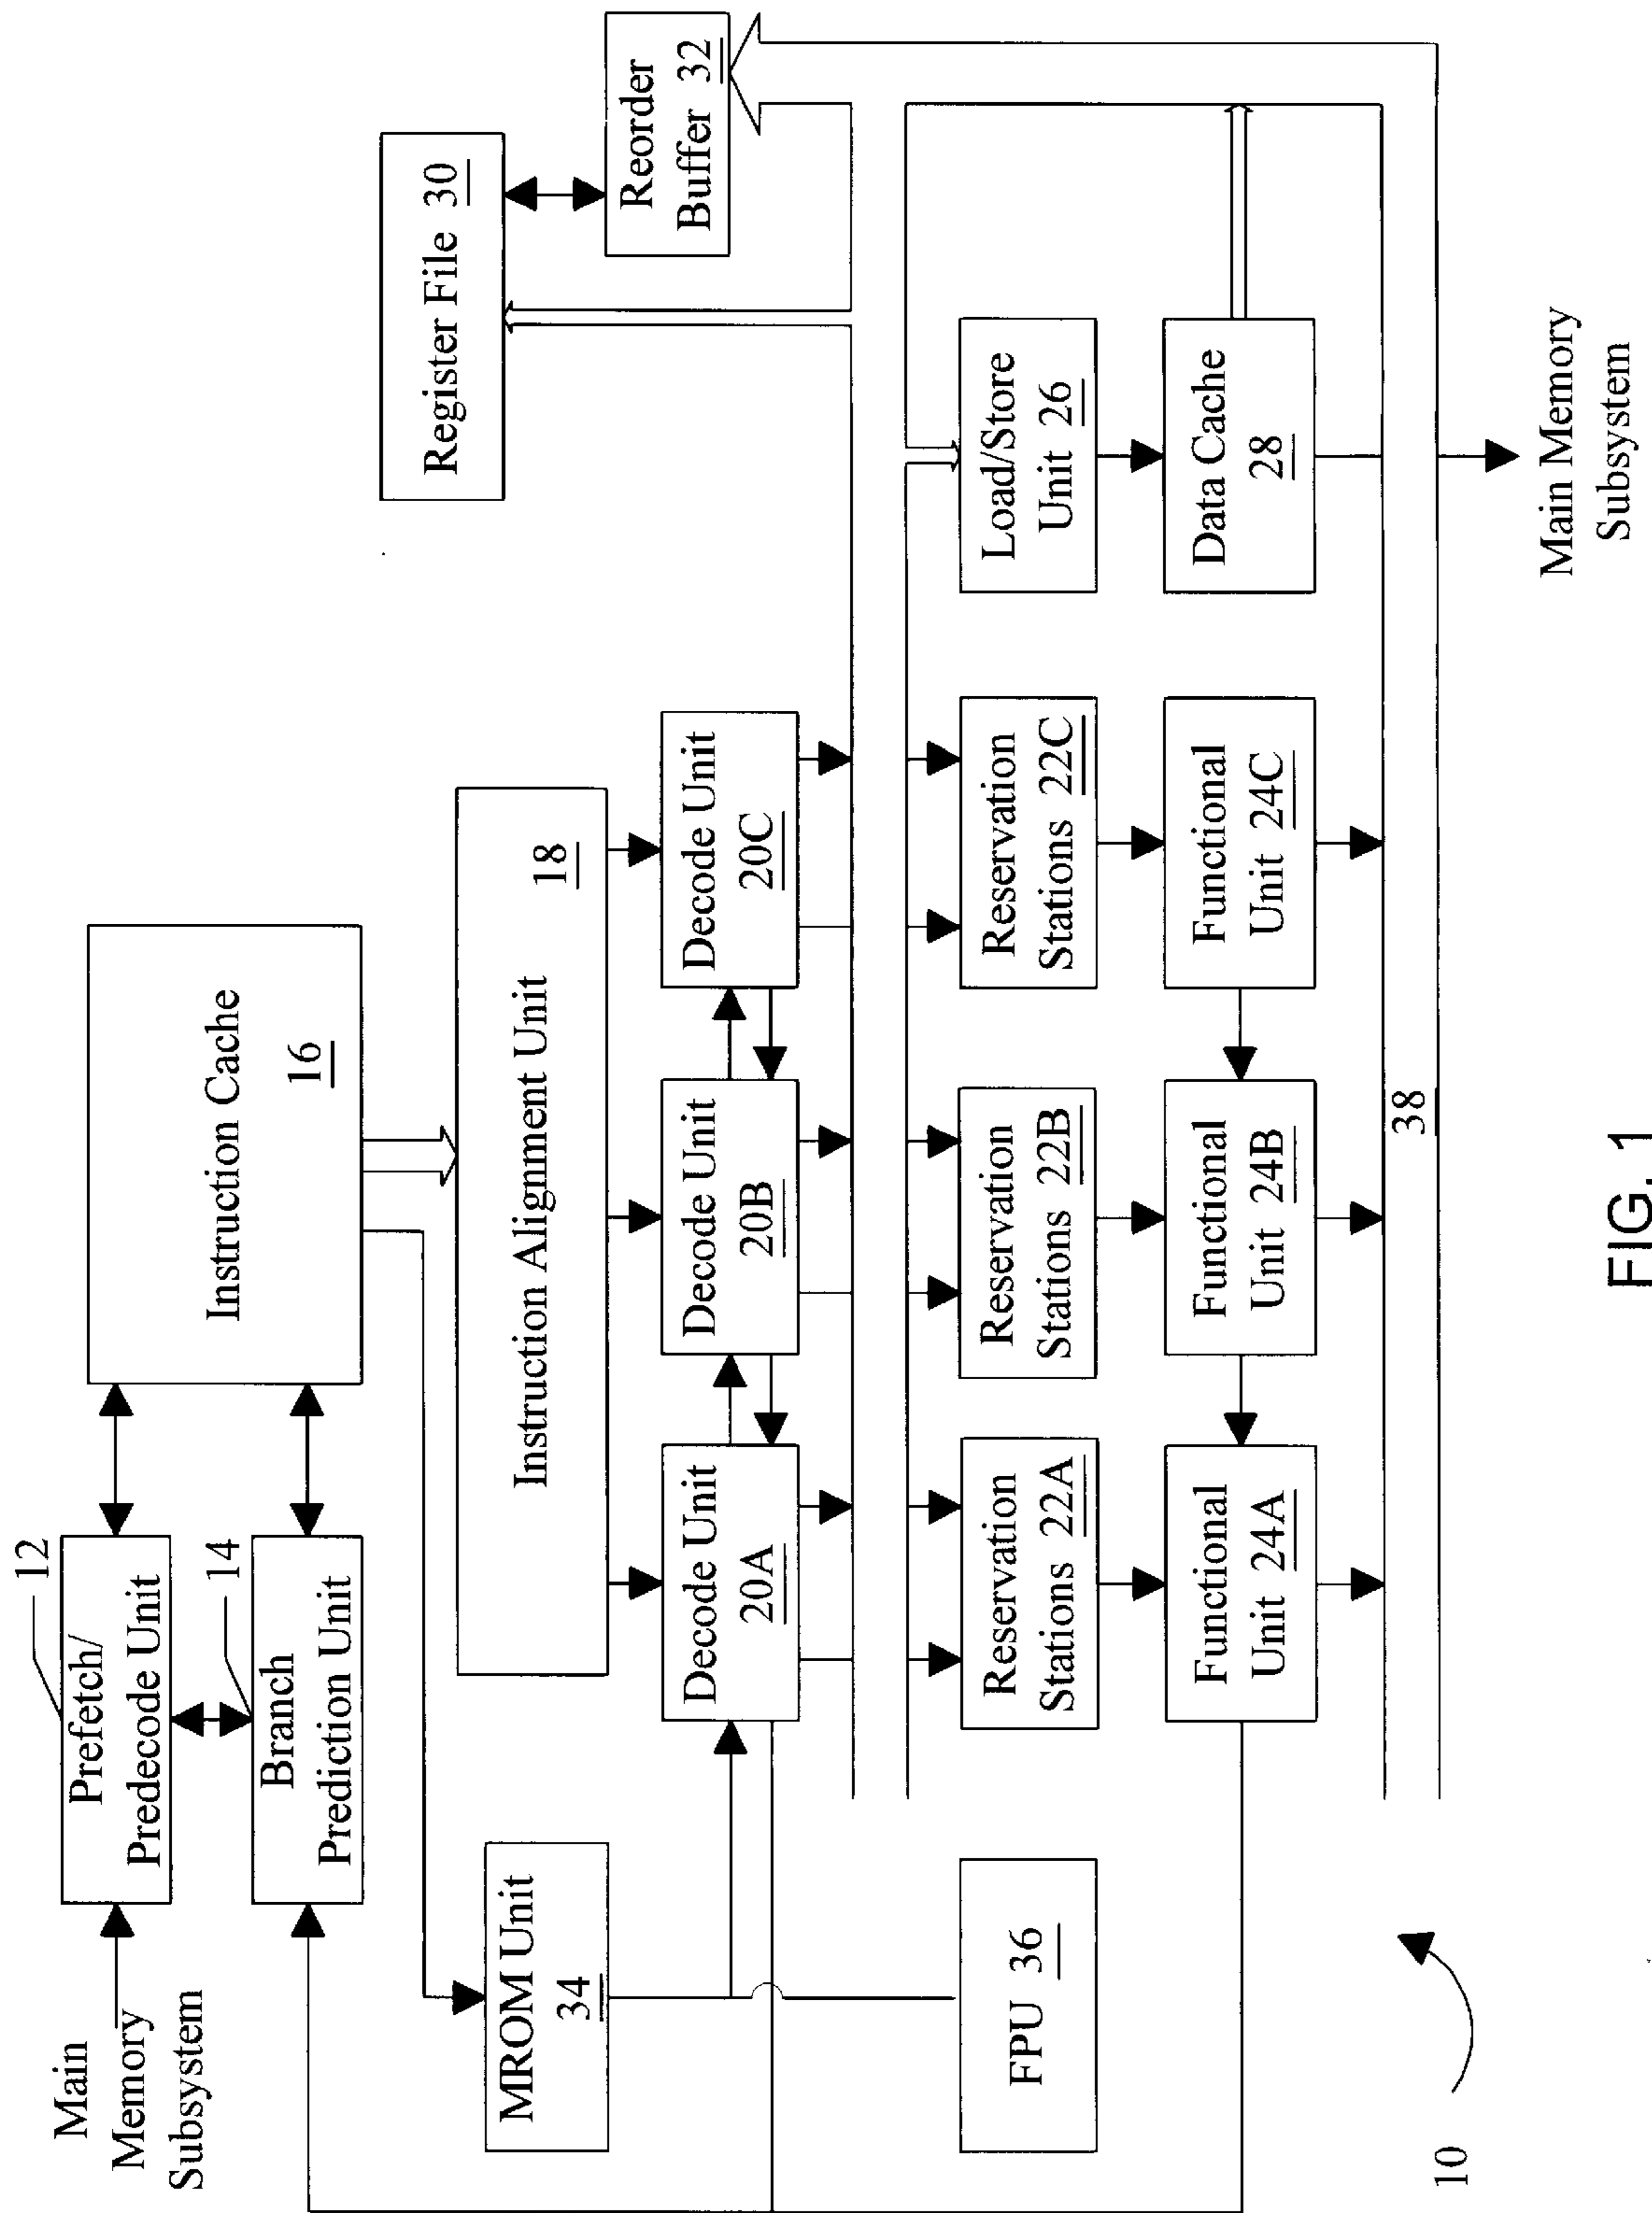 Main
Memory
Subsystem
12
Prefetch/
Predecode Unit
14
Branch
Prediction Unit
Instruction Cache
16
Register File 30
Reorder
Buffer 32
MROM Unit
34
Instruction Alignment Unit
18
Decode Unit
20A
Decode Unit
20B
Decode Unit
20C
FPU 36
Reservation
Stations 22A
Reservation
Stations 22B
Reservation
Stations 22C
Load/Store
Unit 26
Functional
Unit 24A
Functional
Unit 24B
Functional
Unit 24C
Data Cache
28
38
10
Main Memory
Subsystem
FIG. 1